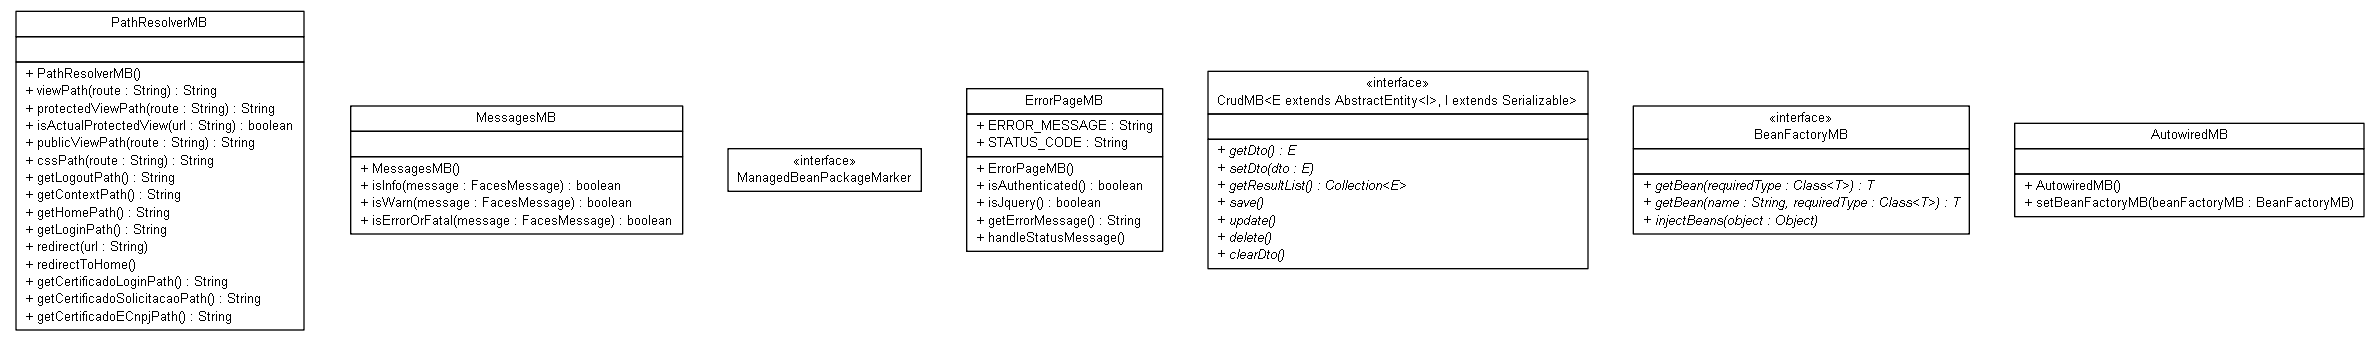 PathResolverMB
+ PathResolverMB()
+ viewPath(route : String) : String
+ protectedViewPath(route : String) : String
+ isActualProtectedView(url : String) : boolean
+ publicViewPath(route : String) : String
+ cssPath(route : String) : String
+ getLogoutPath() : String
+ getContextPath() : String
+ getHomePath() : String
+ getLoginPath() : String
+ redirect(url : String)
+ redirectToHome()
+ getCertificadoLoginPath() : String
+ getCertificadoSolicitacaoPath() : String
+ getCertificadoECnpjPath() : String
MessagesMB
+ MessagesMB()
+ isInfo(message : FacesMessage) : boolean
+ isWarn(message : FacesMessage) : boolean
+ isErrorOrFatal(message : FacesMessage) : boolean
«interface»
ManagedBeanPackageMarker
ErrorPageMB
+ ERROR_MESSAGE : String
+ STATUS_CODE : String
+ ErrorPageMB()
+ isAuthenticated() : boolean
+ isJquery() : boolean
+ getErrorMessage() : String
+ handleStatusMessage()
«interface»
CrudMB<E extends AbstractEntity<I>, I extends Serializable>
+ getDto() : E
+ setDto(dto : E)
+ getResultList() : Collection<E>
+ save()
+ update()
+ delete()
+ clearDto()
«interface»
BeanFactoryMB
+ getBean(requiredType : Class<T>) : T
+ getBean(name : String, requiredType : Class<T>) : T
+ injectBeans(object : Object)
AutowiredMB
+ AutowiredMB()
+ setBeanFactoryMB(beanFactoryMB : BeanFactoryMB)